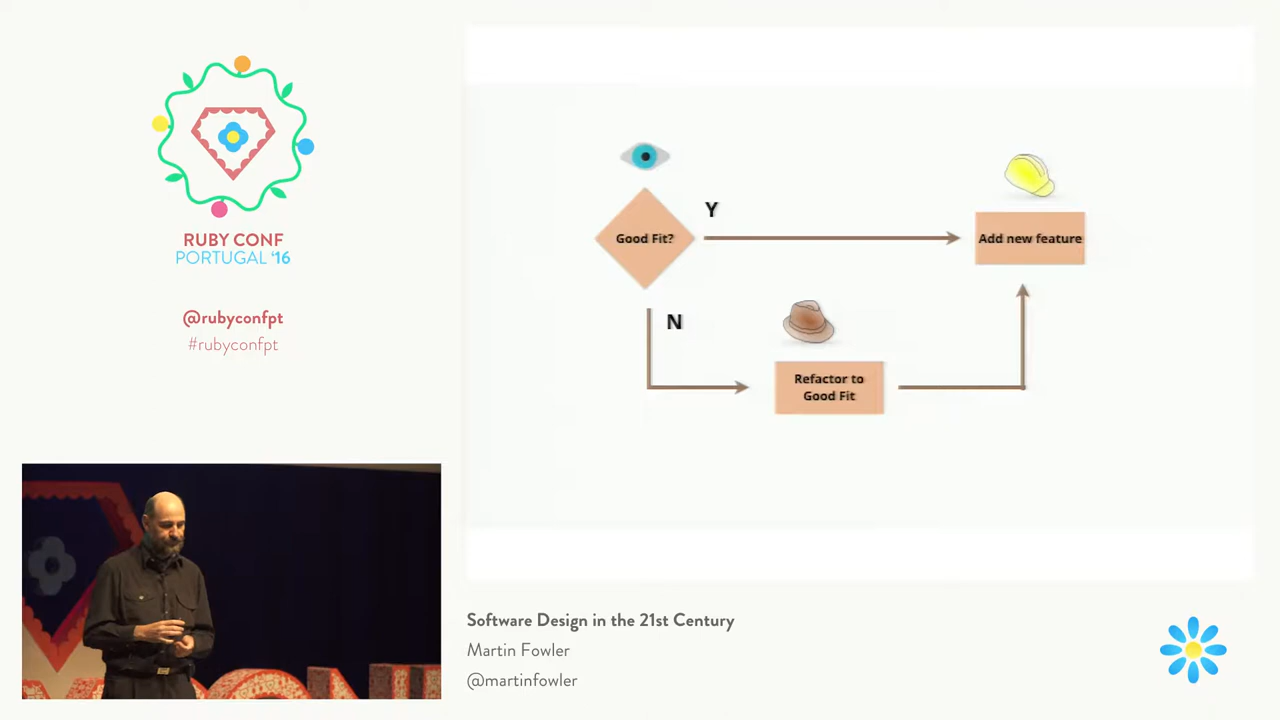 RUBY CONF
PORTUGAL '16
@rubyconfpt
#rubyconfpt
Good Fit?
Y
Add new feature
N
Refactor to
Good Fit
Software Design in the 21st Century
Martin Fowler
@martinfowler